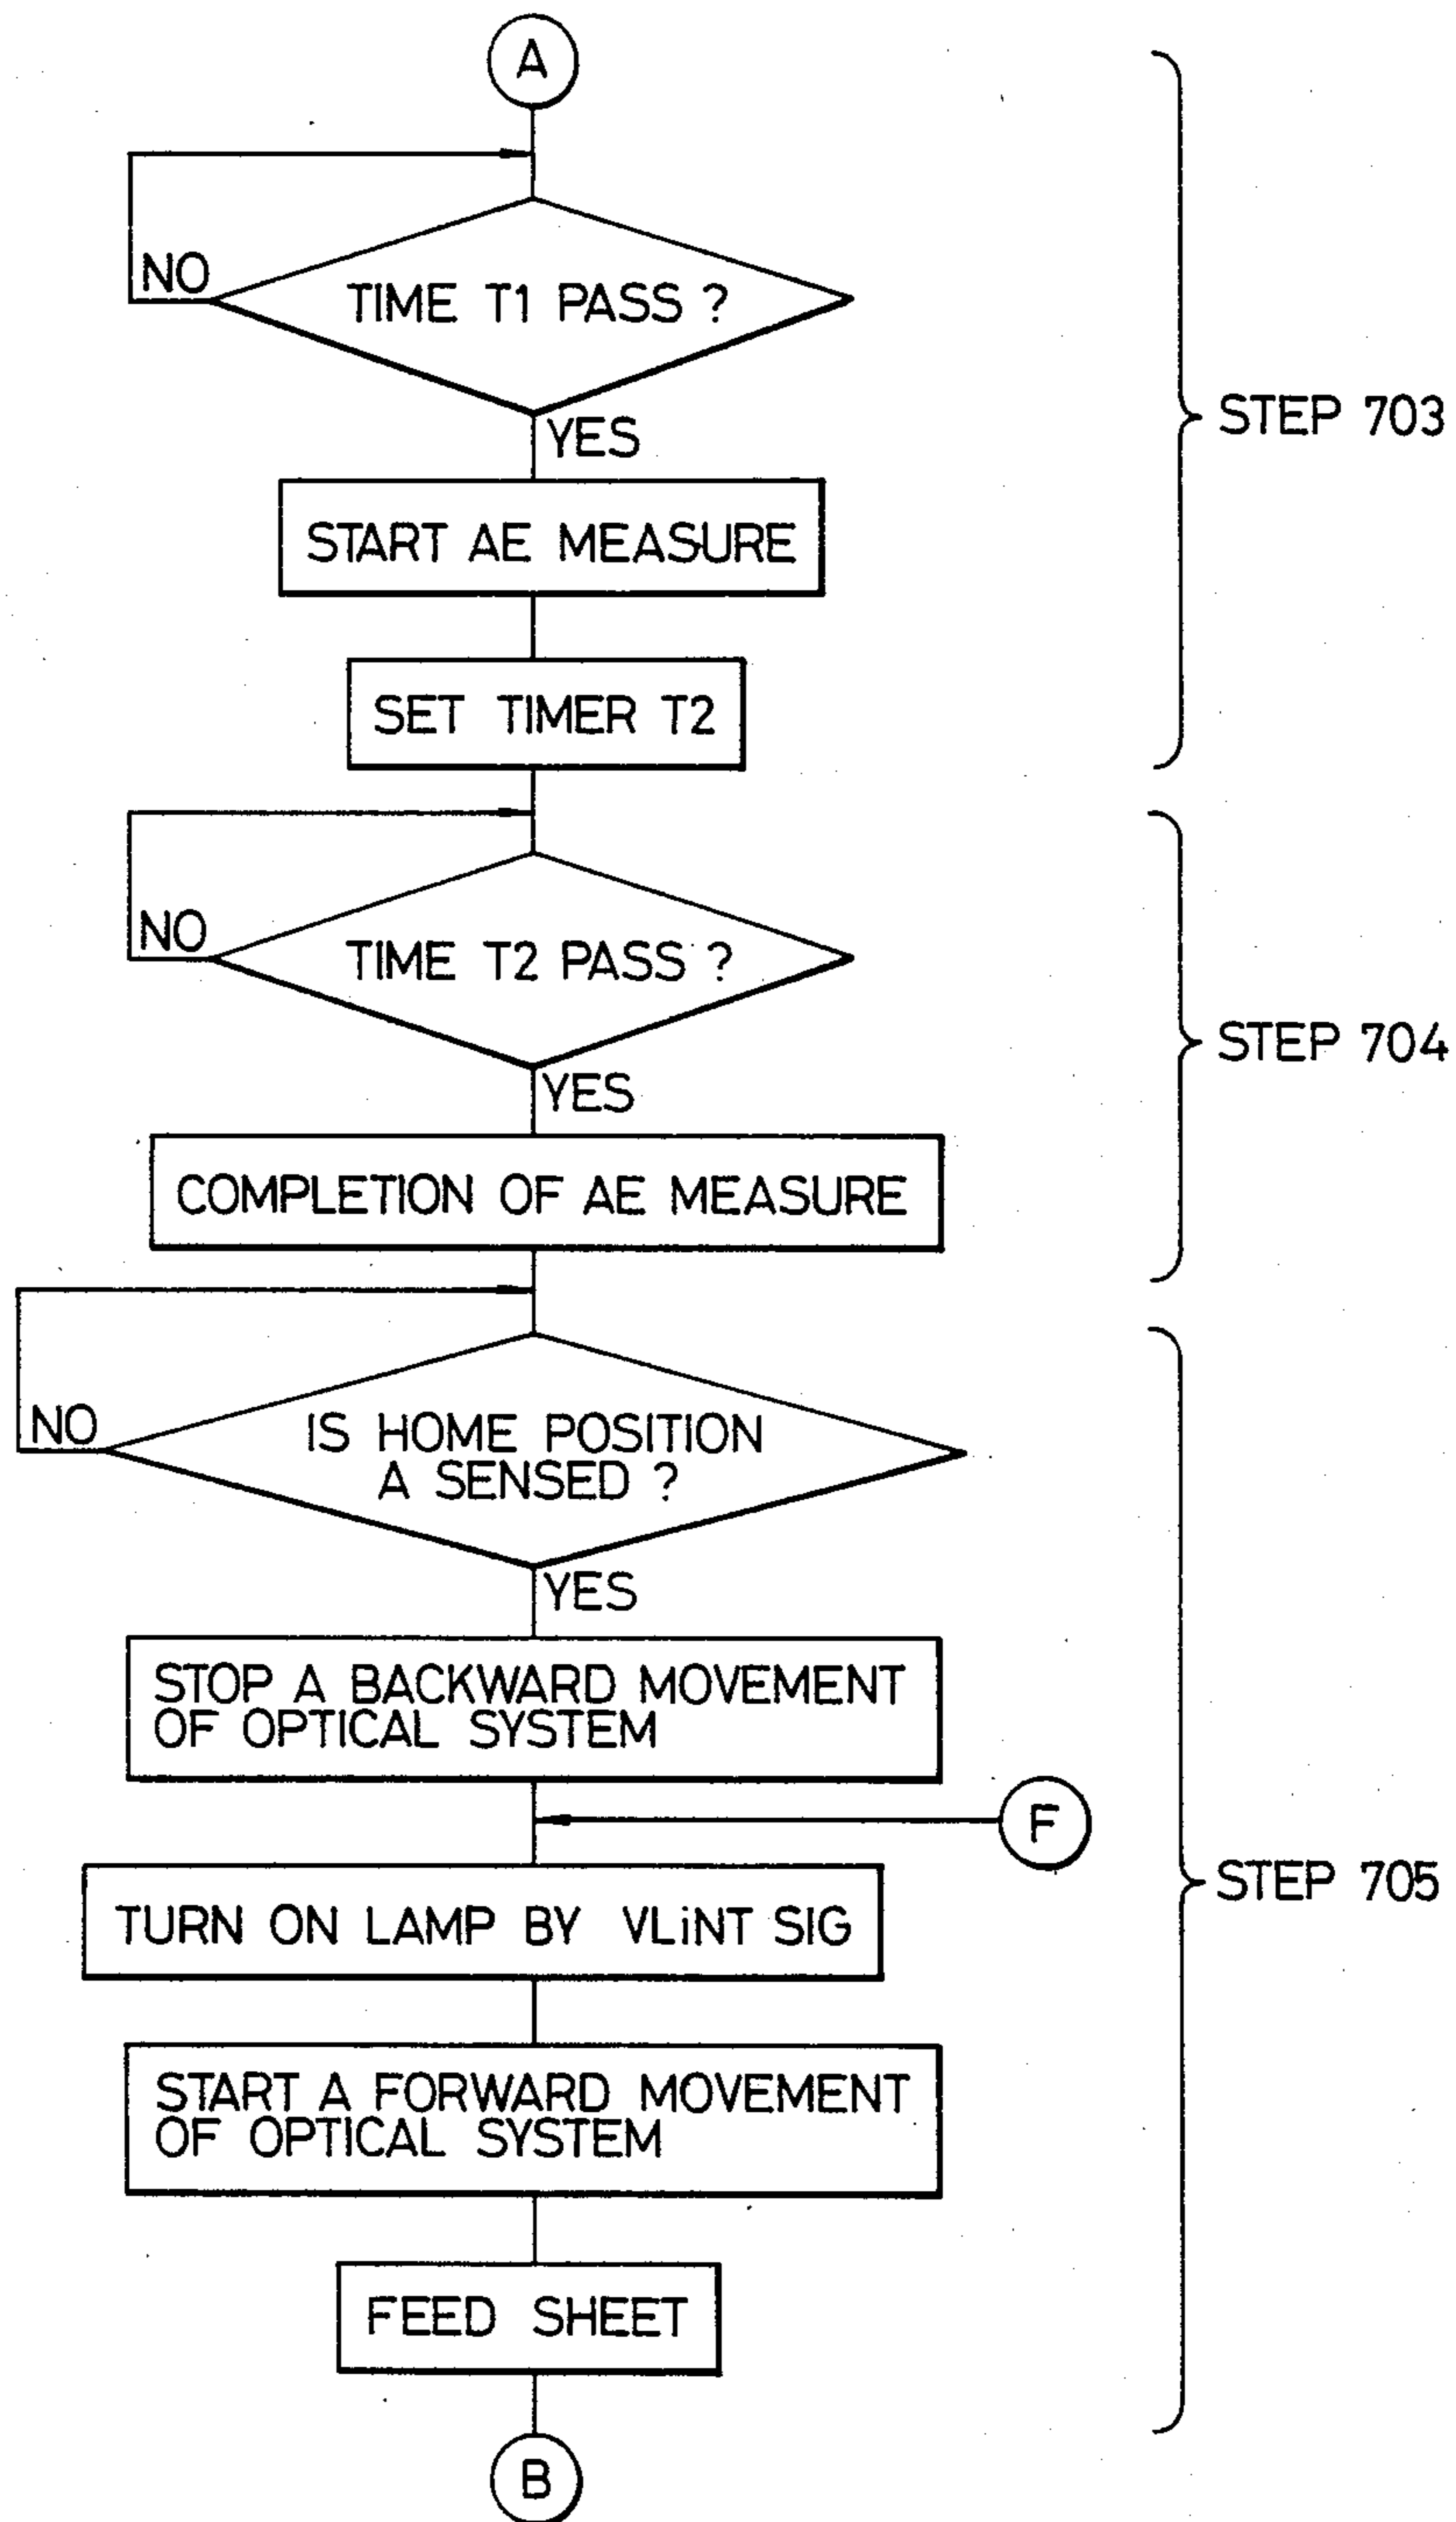 A
NO
TIME T1 PASS ?
YES
STEP 703
START AE MEASURE
SET TIMER T2
NO
TIME T2 PASS ?
STEP 704
YES
COMPLETION OF AE MEASURE
NO
IS HOME POSITION
A SENSED ?
YES
STOP A BACKWARD MOVEMENT
OF OPTICAL SYSTEM
F
STEP 705
TURN ON LAMP BY VLiNT SIG
START A FORWARD MOVEMENT
OF OPTICAL SYSTEM
FEED SHEET
B